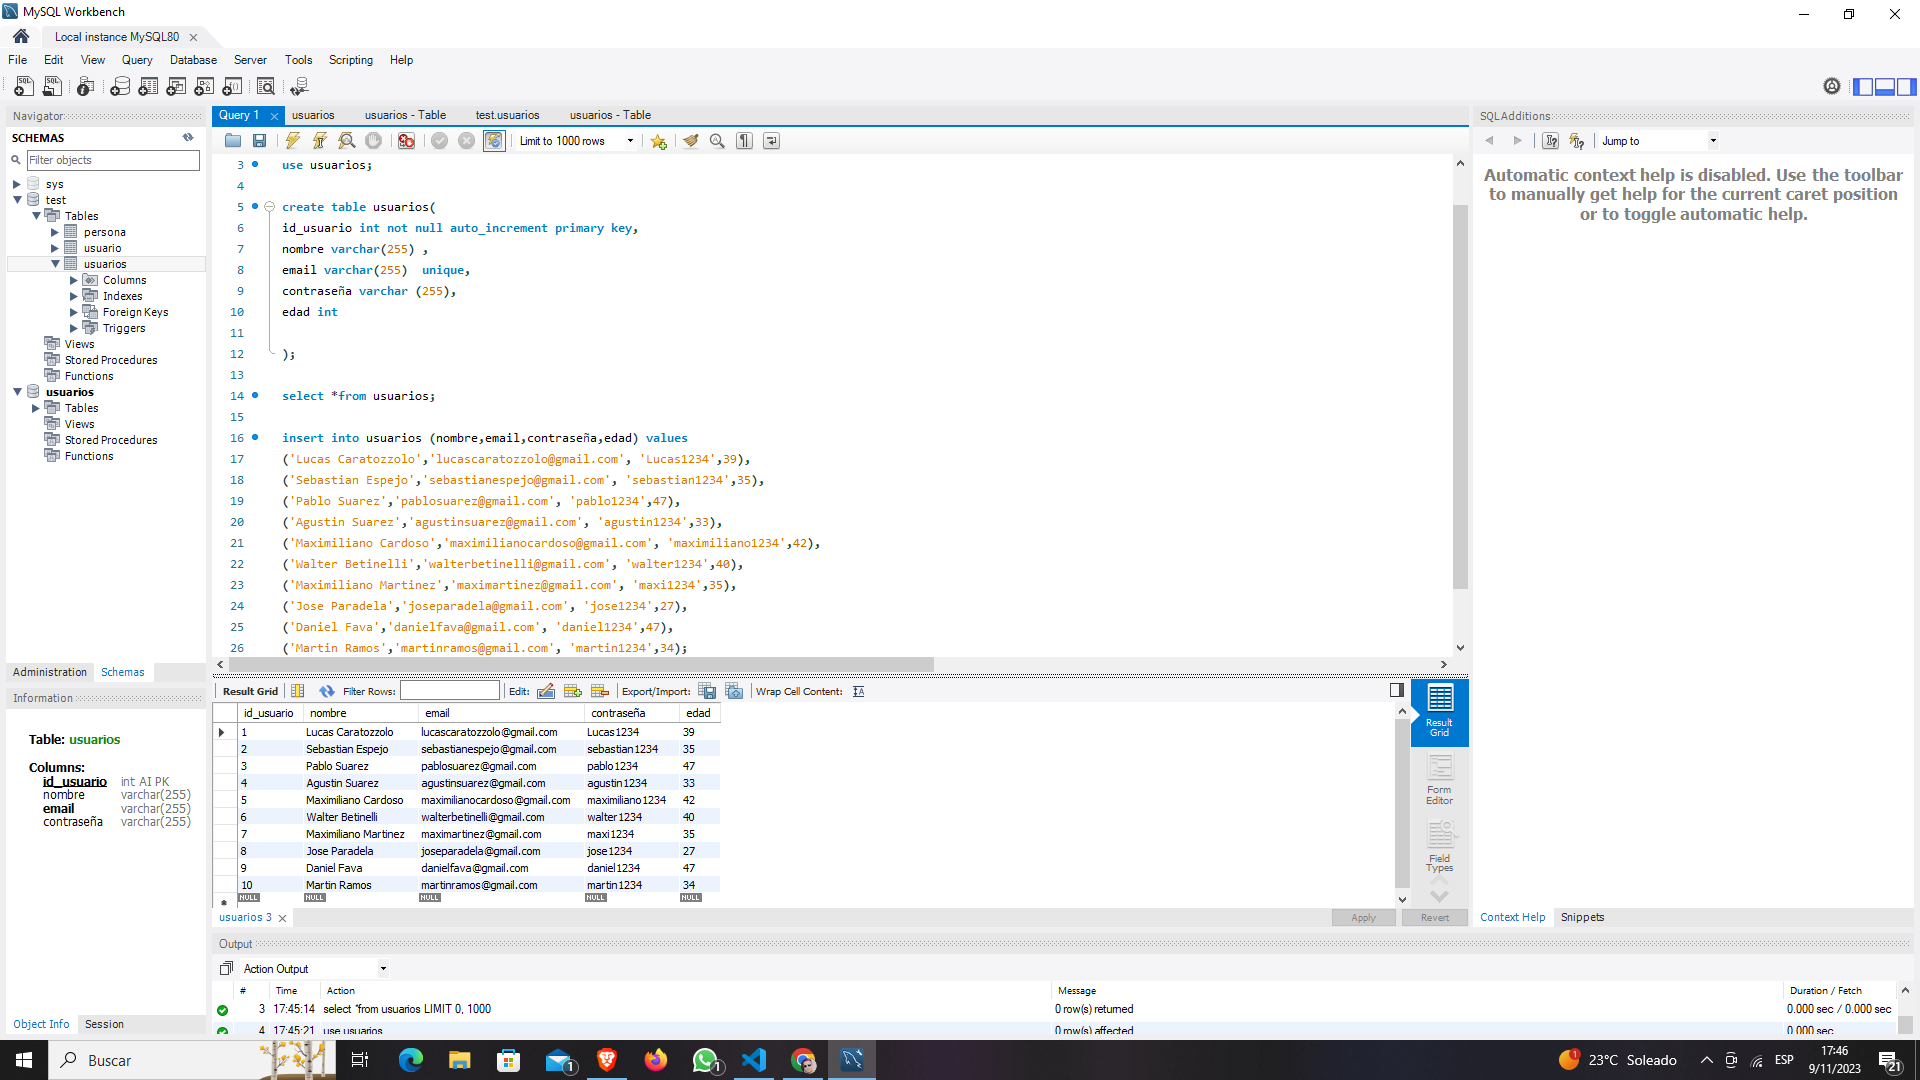 MySQL Workbench
Local instance MySQL80
File Edit View Query Database Server Tools Scripting Help
Navigator
SCHEMAS
Filter objects
sys
test
Tables
persona
usuario
usuarios
Columns
Indexes
Foreign Keys
Triggers
Views
Stored Procedures
Functions
usuarios
Tables
Views
Stored Procedures
Functions
Administration Schemas
Information
Table: usuarios
Columns:
id_usuario int AI PK
nombre varchar(255)
email varchar(255)
contraseña varchar(255)
Object Info Session
Query 1 usuarios usuarios - Table test.usuarios usuarios - Table
Limit to 1000 rows
3 use usuarios;
4
5 create table usuarios(
6 id_usuario int not null auto_increment primary key,
7 nombre varchar(255) ,
8 email varchar(255)  unique,
9 contraseña varchar (255),
10 edad int
11
12 );
13
14 select *from usuarios;
15
16 insert into usuarios (nombre,email,contraseña,edad) values
17 ('Lucas Caratozzolo','lucascaratozzolo@gmail.com', 'Lucas1234',39),
18 ('Sebastian Espejo','sebastianespejo@gmail.com', 'sebastian1234',35),
19 ('Pablo Suarez','pablosuarez@gmail.com', 'pablo1234',47),
20 ('Agustin Suarez','agustinsuarez@gmail.com', 'agustin1234',33),
21 ('Maximiliano Cardoso','maximilianocardoso@gmail.com', 'maximiliano1234',42),
22 ('Walter Betinelli','walterbetinelli@gmail.com', 'walter1234',40),
23 ('Maximiliano Martinez','maximartinez@gmail.com', 'maxi1234',35),
24 ('Jose Paradela','joseparadela@gmail.com', 'jose1234',27),
25 ('Daniel Fava','danielfava@gmail.com', 'daniel1234',47),
26 ('Martin Ramos','martinramos@gmail.com', 'martin1234',34);
Result Grid Filter Rows: Edit: Export/Import: Wrap Cell Content:
id_usuario nombre email contraseña edad
1 Lucas Caratozzolo lucascaratozzolo@gmail.com Lucas1234 39
2 Sebastian Espejo sebastianespejo@gmail.com sebastian1234 35
3 Pablo Suarez pablosuarez@gmail.com pablo1234 47
4 Agustin Suarez agustinsuarez@gmail.com agustin1234 33
5 Maximiliano Cardoso maximilianocardoso@gmail.com maximiliano1234 42
6 Walter Betinelli walterbetinelli@gmail.com walter1234 40
7 Maximiliano Martinez maximartinez@gmail.com maxi1234 35
8 Jose Paradela joseparadela@gmail.com jose1234 27
9 Daniel Fava danielfava@gmail.com daniel1234 47
10 Martin Ramos martinramos@gmail.com martin1234 34
NULL NULL NULL NULL NULL
Result Grid
Form Editor
Field Types
usuarios 3 Apply Revert
SQLAdditions
Jump to
Automatic context help is disabled. Use the toolbar
to manually get help for the current caret position
or to toggle automatic help.
Context Help Snippets
Output
Action Output
# Time Action Message Duration / Fetch
3 17:45:14 select *from usuarios LIMIT 0, 1000 0 row(s) returned 0.000 sec / 0.000 sec
4 17:45:21 use usuarios 0 row(s) affected 0.000 sec
Buscar
1
1
1
23°C Soleado
ESP
17:46
9/11/2023
21